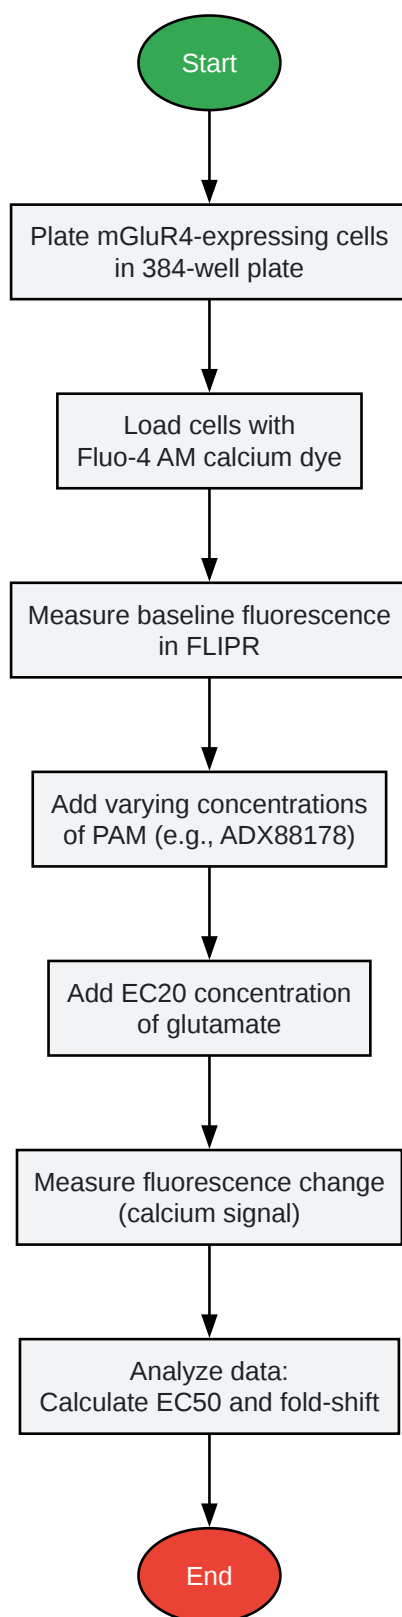 Start
Plate mGluR4-expressing cells
in 384-well plate
Load cells with
Fluo-4 AM calcium dye
Measure baseline fluorescence
in FLIPR
Add varying concentrations
of PAM (e.g., ADX88178)
Add EC20 concentration
of glutamate
Measure fluorescence change
(calcium signal)
Analyze data:
Calculate EC50 and fold-shift
End